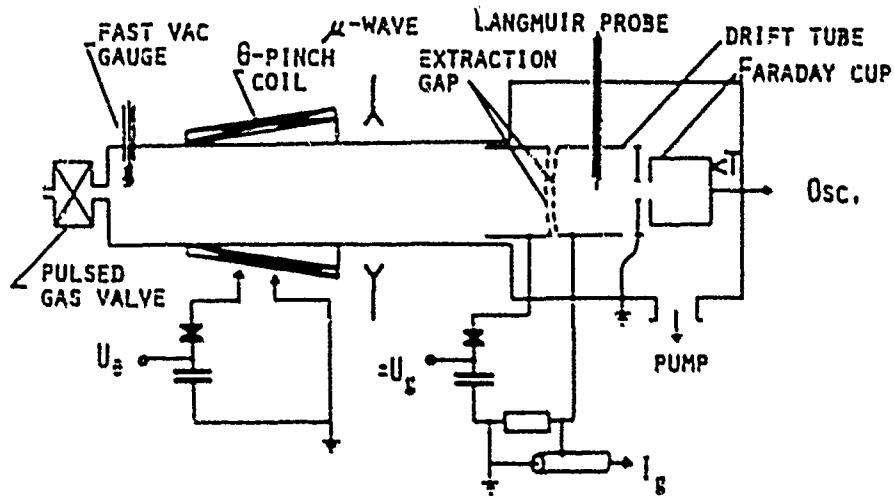 FAST VAC
GAUGE
θ-PINCH
COIL
μ-WAVE
LANGMUIR PROBE
EXTRACTION
GAP
DRIFT TUBE
FARADAY CUP
Osc.
PULSED
GAS VALVE
PUMP
I